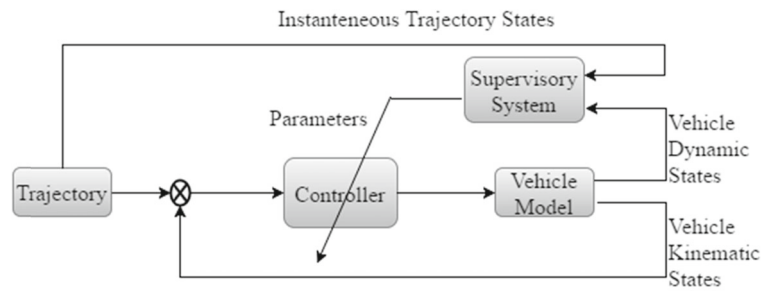 Instanteneous Trajectory States
Supervisory
System
Parameters
Vehicle
Dynamic
States
Trajectory
Controller
Vehicle
Model
Vehicle
Kinematic
States